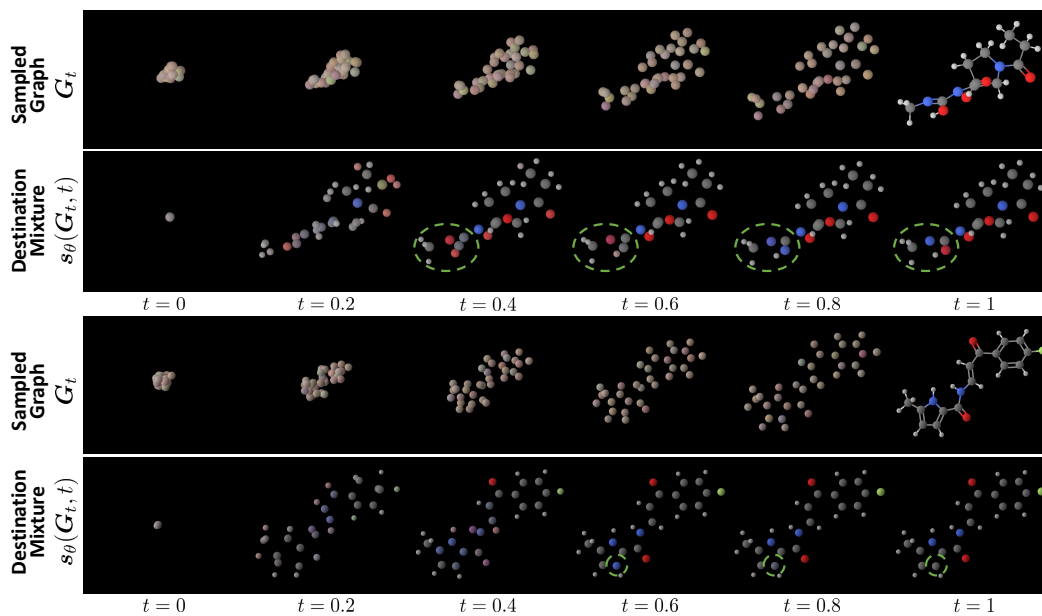 Sampled
Graph
G_t
Destination
Mixture
s_θ(G_t, t)
t = 0
t = 0.2
t = 0.4
t = 0.6
t = 0.8
t = 1
Sampled
Graph
G_t
Destination
Mixture
s_θ(G_t, t)
t = 0
t = 0.2
t = 0.4
t = 0.6
t = 0.8
t = 1